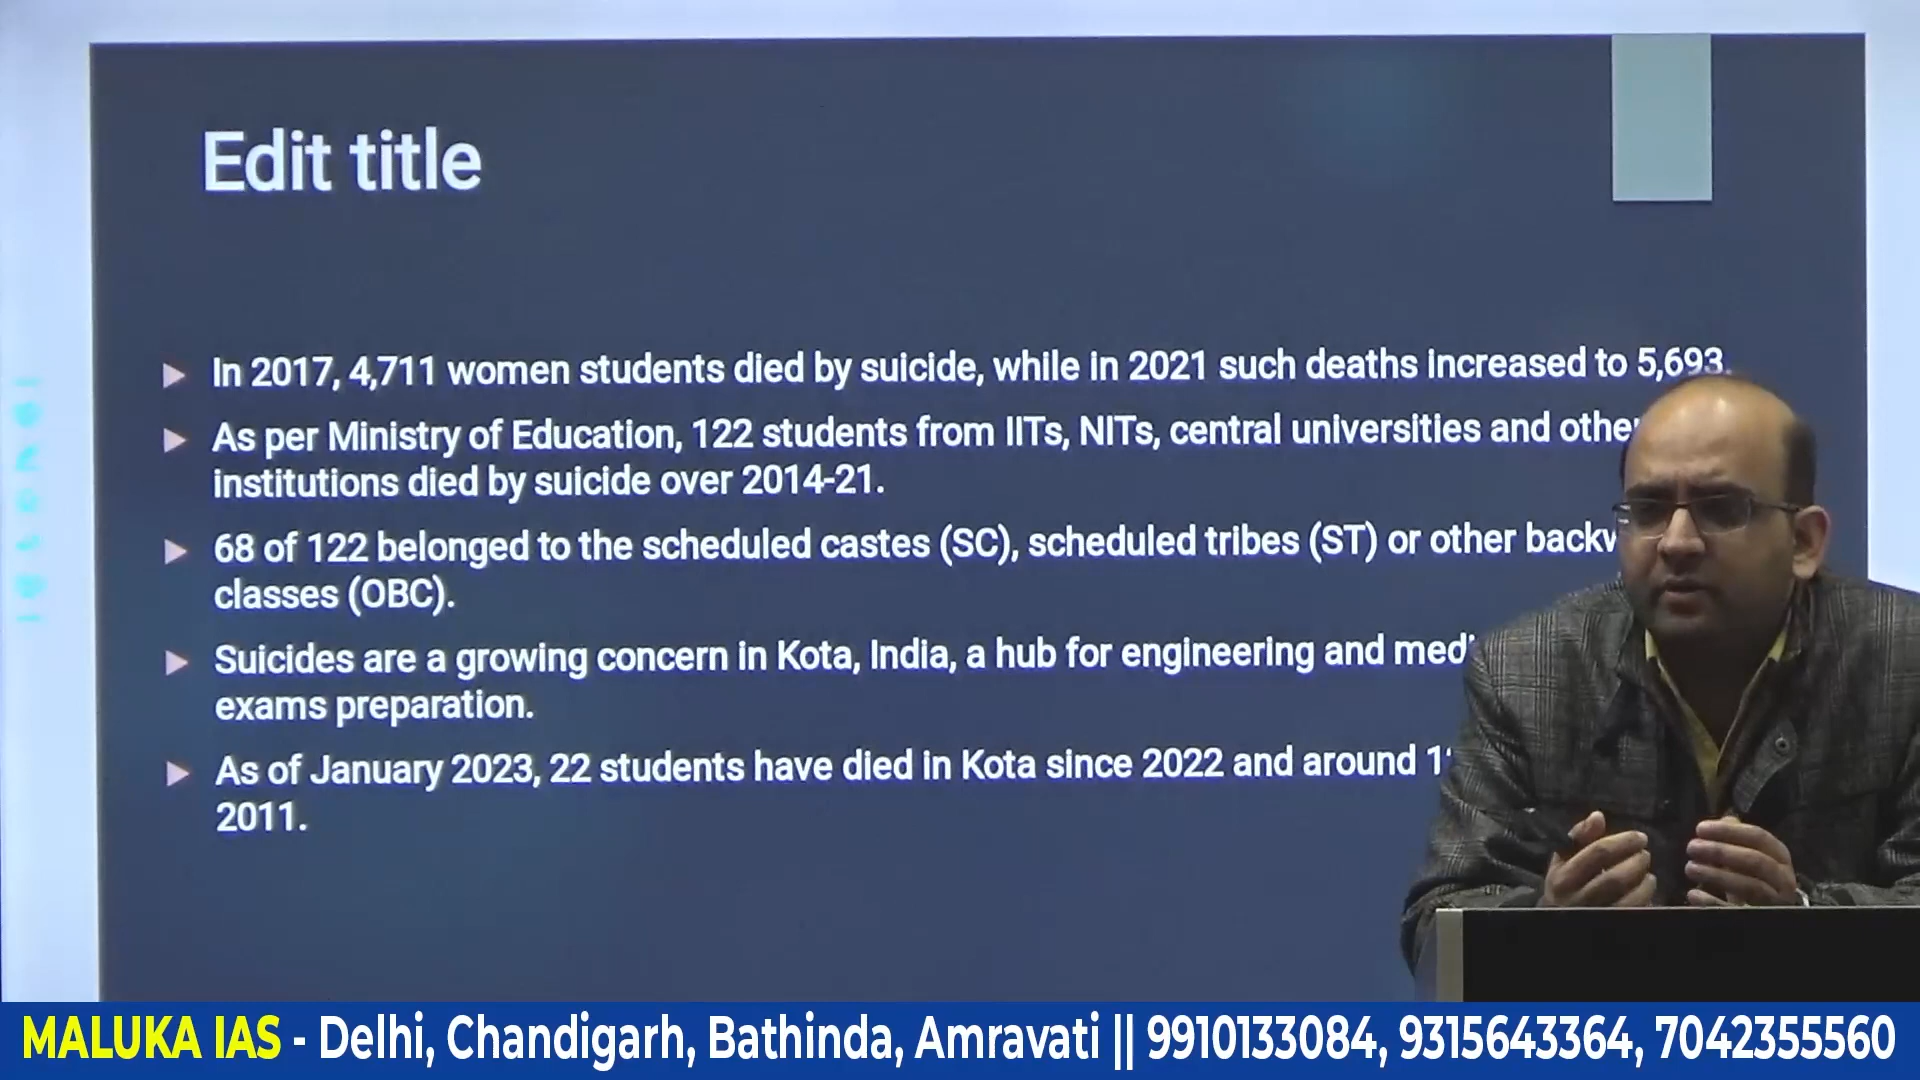 Edit title
In 2017, 4,711 women students died by suicide, while in 2021 such deaths increased to 5,693.
As per Ministry of Education, 122 students from IITs, NITs, central universities and other
institutions died by suicide over 2014-21.
68 of 122 belonged to the scheduled castes (SC), scheduled tribes (ST) or other
classes (OBC).
Suicides are a growing concern in Kota, India, a hub for engineering and
exams preparation.
As of January 2023, 22 students have died in Kota since 2022 and around
2011.
MALUKA IAS - Delhi, Chandigarh, Bathinda, Amravati || 9910133084, 9315643364, 7042355560